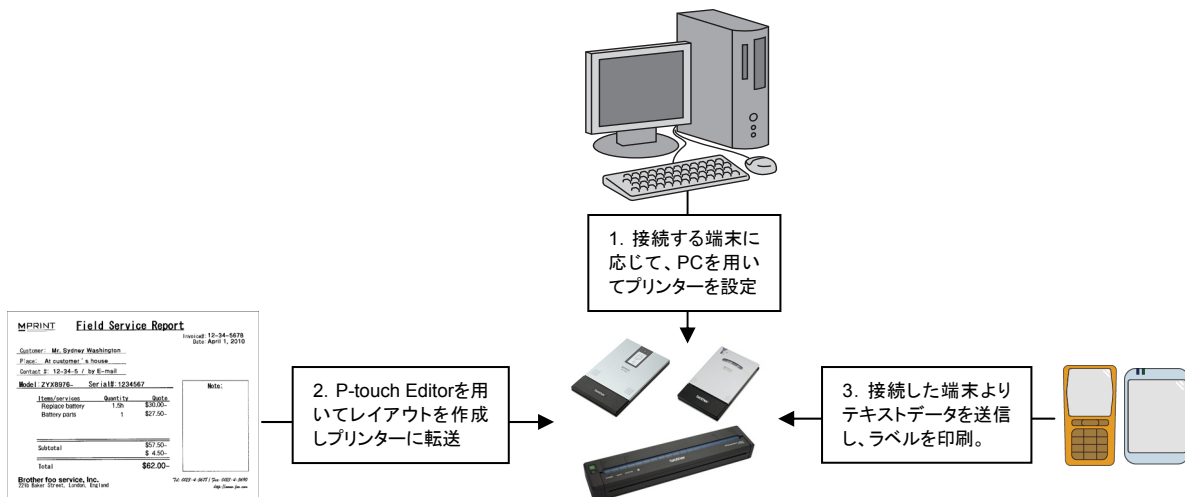 1. 接続する端末に
応じて、PCを用い
てプリンターを設定
MPRINT Field Service Report
Invoice#: 12-34-5678
Date: April 1, 2010
Customer: Mr. Sydney Washington
Place: At customer's house
Contact #: 12-34-5 / by E-mail
Model: ZYX8976- Serial#: 1234567
Note:
Items/services Quantity Quote
Replace battery 1.5h $30.00-
Battery parts 1 $27.50-
Subtotal $57.50-
$ 4.50-
Total $62.00-
Brother foo service, Inc.
221b Baker Street, London, England
2. P-touch Editorを用
いてレイアウトを作成
しプリンターに転送
brother
3. 接続した端末より
テキストデータを送信
し、ラベルを印刷。